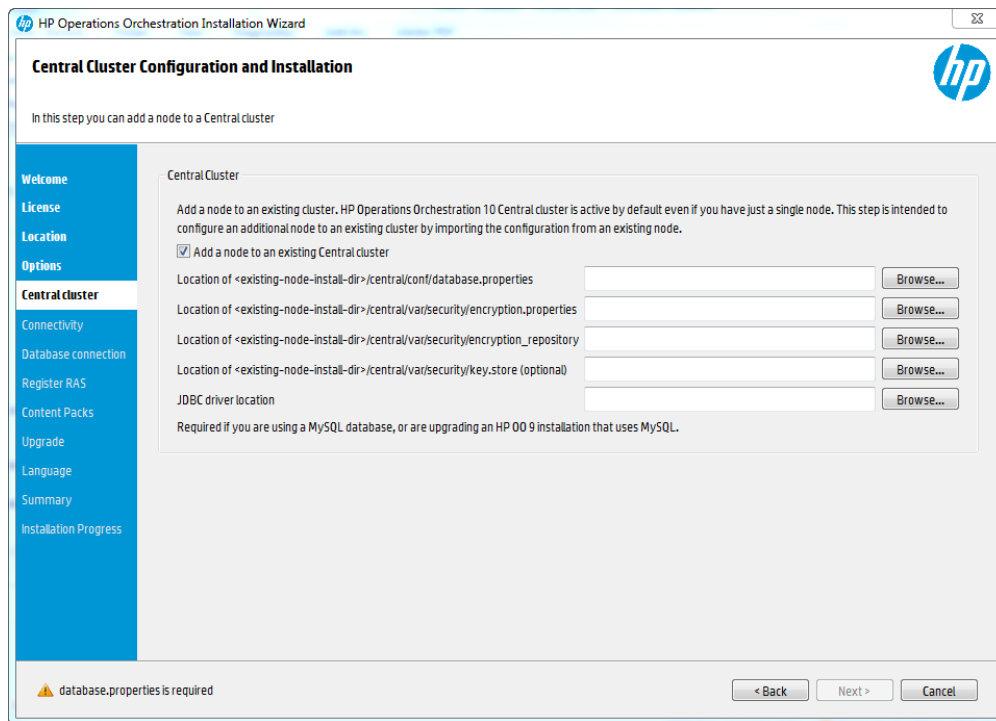 HP Operations Orchestration Installation Wizard
Central Cluster Configuration and Installation
hp
In this step you can add a node to a Central cluster
Welcome
License
Location
Options
Central cluster
Connectivity
Database connection
Register RAS
Content Packs
Upgrade
Language
Summary
Installation Progress
Central Cluster
Add a node to an existing cluster. HP Operations Orchestration 10 Central cluster is active by default even if you have just a single node. This step is intended to
configure an additional node to an existing cluster by importing the configuration from an existing node.
Add a node to an existing Central cluster
Location of <existing-node-install-dir>/central/conf/database.properties
Browse...
Location of <existing-node-install-dir>/central/var/security/encryption.properties
Browse...
Location of <existing-node-install-dir>/central/var/security/encryption_repository
Browse...
Location of <existing-node-install-dir>/central/var/security/key.store (optional)
Browse...
JDBC driver location
Browse...
Required if you are using a MySQL database, or are upgrading an HP OO 9 installation that uses MySQL.
database.properties is required
< Back
Next >
Cancel